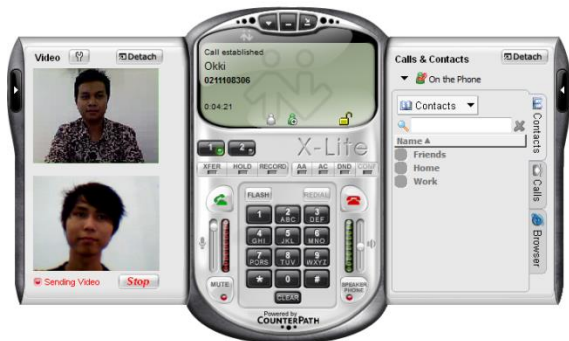 Video
Detach
Sending Video
Stop
Call established
Okki
0211108306
0:04:21
1
2
X-Lite
XFER HOLD RECORD AA AC DND CONF
FLASH
REDIAL
1
2 ABC
3 DEF
4 GHI
5 JKL
6 MNO
7 PQRS
8 TUV
9 WXYZ
*
0
#
CLEAR
MUTE
SPEAKER PHONE
Powered by
COUNTERPATH
Calls & Contacts
Detach
On the Phone
Contacts
Name
Friends
Home
Work
Contacts
Calls
Browser